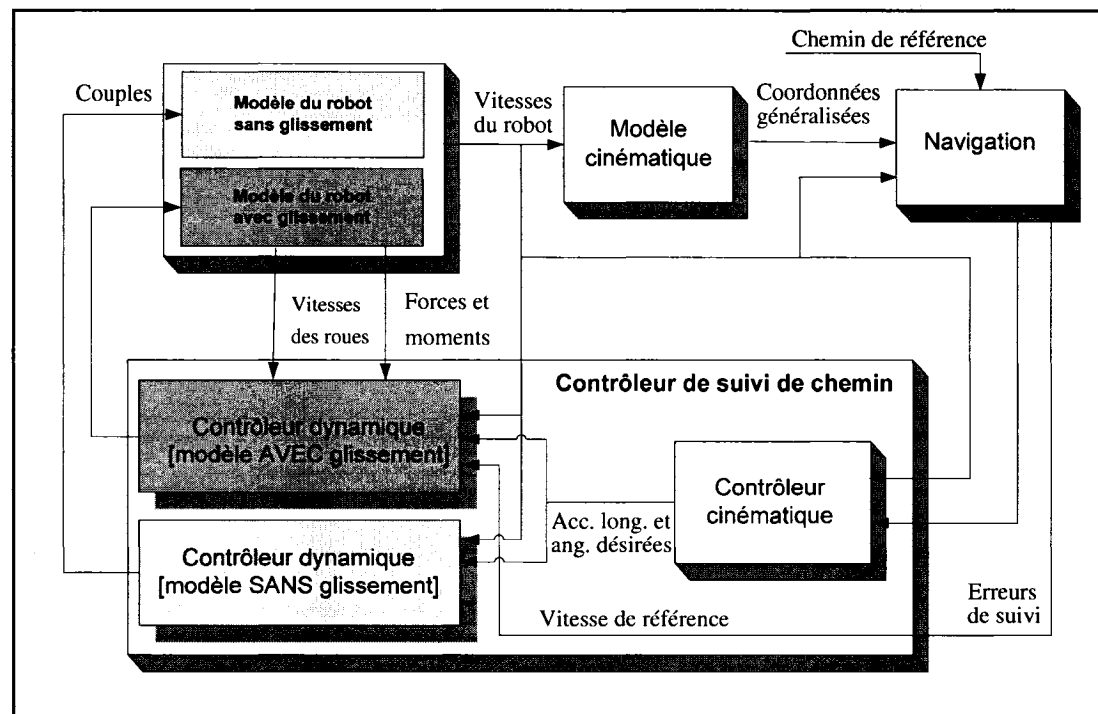 Chemin de référence
Couples
Modèle du robot
sans glissement
Vitesses
du robot
Modèle
cinématique
Coordonnées
généralisées
Navigation
Modèle du robot
avec glissement
Vitesses
des roues
Forces et
moments
Contrôleur de suivi de chemin
Contrôleur dynamique
[modèle AVEC glissement]
Contrôleur
cinématique
Acc. long. et
ang. désirées
Contrôleur dynamique
[modèle SANS glissement]
Vitesse de référence
Erreurs
de suivi